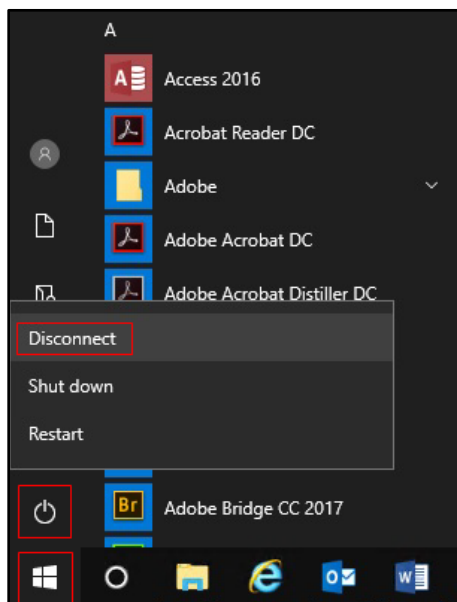 A
Access 2016
Acrobat Reader DC
Adobe
Adobe Acrobat DC
Adobe Acrobat Distiller DC
Disconnect
Shut down
Restart
Br
Adobe Bridge CC 2017